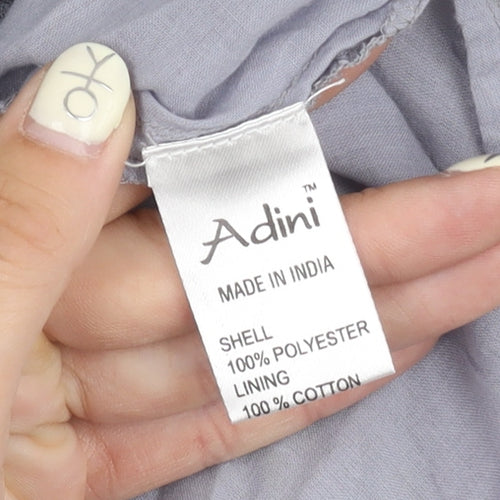 Adini™
MADE IN INDIA
SHELL
100% POLYESTER
LINING
100 % COTTON